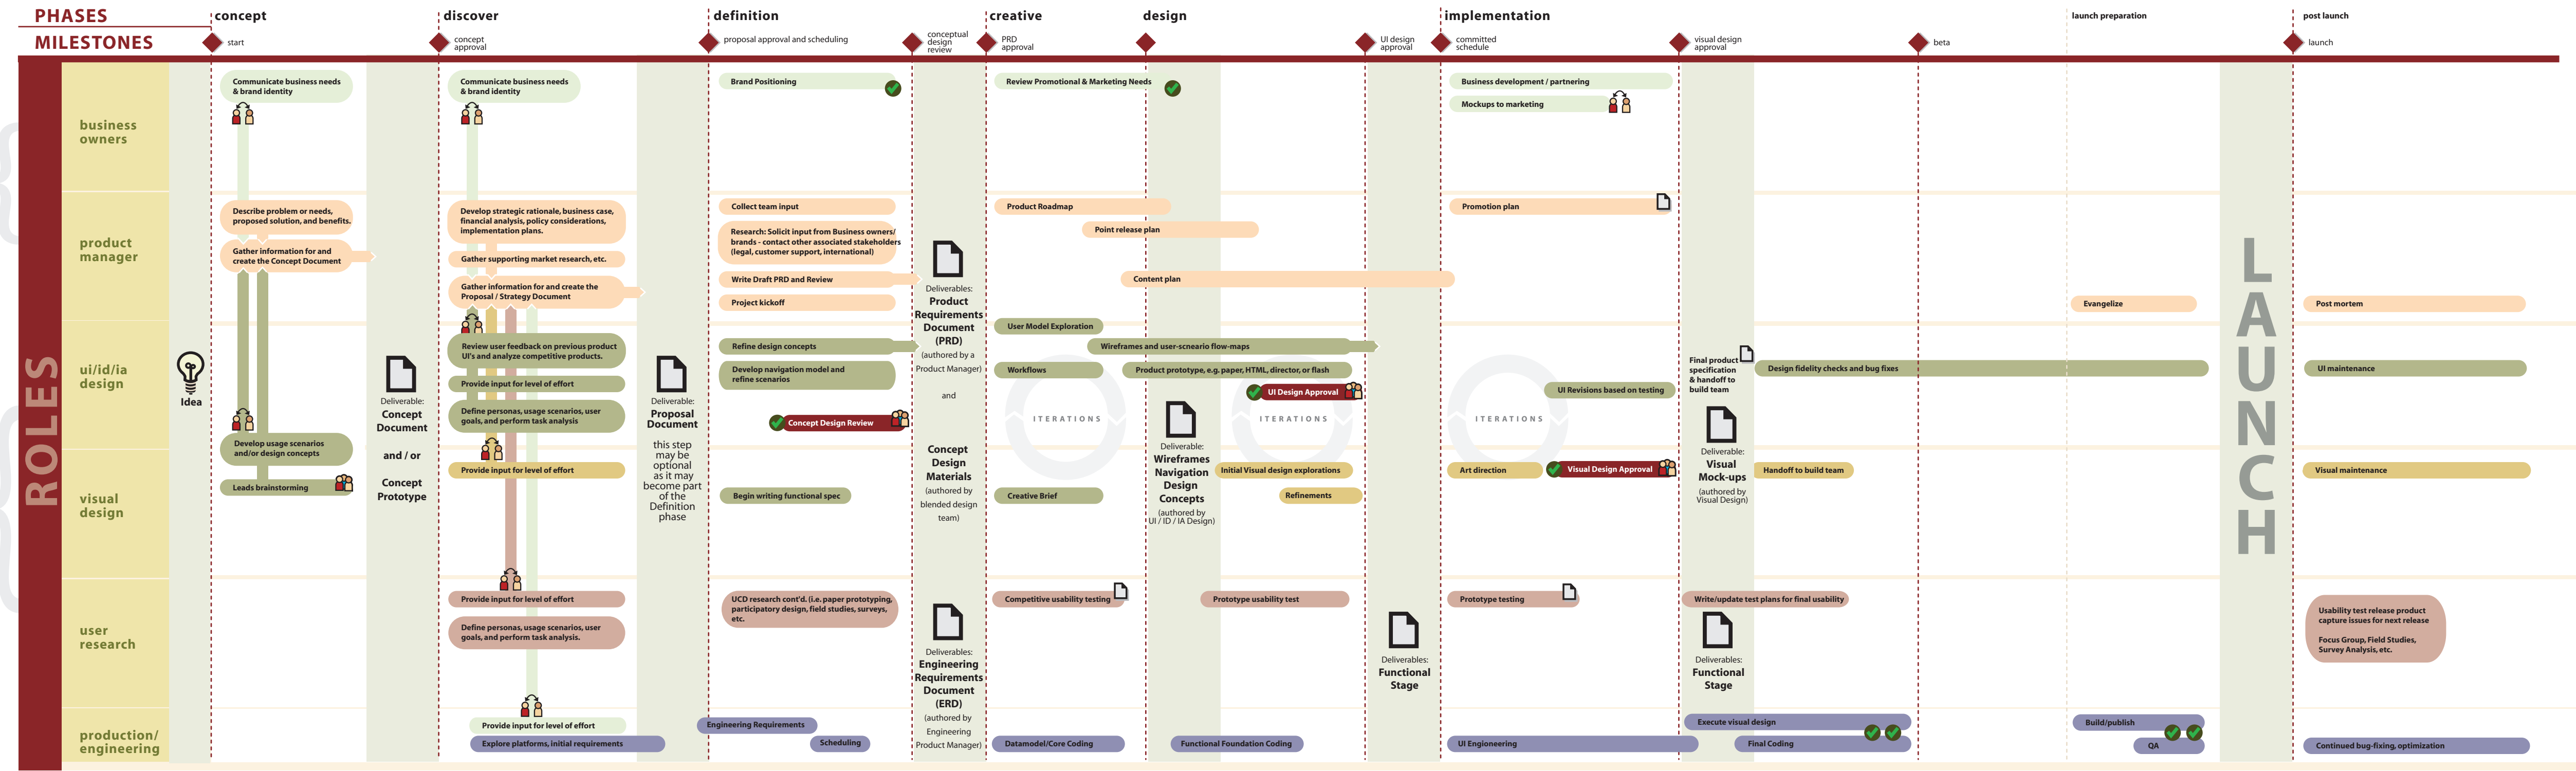 PHASES
concept
discover
definition
creative
design
implementation
launch preparation
post launch
MILESTONES
start
concept
approval
proposal approval and scheduling
conceptual
design
review
PRD
approval
UI design
approval
committed
schedule
visual design
approval
beta
launch
ROLES
business
owners
Communicate business needs
& brand identity
Communicate business needs
& brand identity
Brand Positioning
Review Promotional & Marketing Needs
Business development / partnering
Mockups to marketing
product
manager
Describe problem or needs,
proposed solution, and benefits.
Gather information for and
create the Concept Document
Develop strategic rationale, business case,
financial analysis, policy considerations,
implementation plans.
Gather supporting market research, etc.
Gather information for and create the
Proposal / Strategy Document
Collect team input
Research: Solicit input from Business owners/
brands - contact other associated stakeholders
(legal, customer support, international)
Write Draft PRD and Review
Project kickoff
Product Roadmap
Point release plan
Content plan
Promotion plan
Evangelize
Post mortem
ui/id/ia
design
Idea
Develop usage scenarios
and/or design concepts
Leads brainstorming
Deliverable:
Concept
Document
and / or
Concept
Prototype
Review user feedback on previous product
UI's and analyze competitive products.
Provide input for level of effort
Define personas, usage scenarios, user
goals, and perform task analysis
Deliverable:
Proposal
Document
this step
may be
optional
as it may
become part
of the
Definition
phase
Refine design concepts
Develop navigation model and
refine scenarios
Concept Design Review
Deliverables:
Product
Requirements
Document
(PRD)
(authored by a
Product Manager)
and
Concept
Design
Materials
(authored by
blended design
team)
User Model Exploration
Wireframes and user-scneario flow-maps
Workflows
Product prototype, e.g. paper, HTML, director, or flash
UI Design Approval
ITERATIONS
ITERATIONS
ITERATIONS
Deliverable:
Wireframes
Navigation
Design
Concepts
(authored by
UI / ID / IA Design)
UI Revisions based on testing
Final product
specification
& handoff to
build team
Design fidelity checks and bug fixes
UI maintenance
visual
design
Provide input for level of effort
Begin writing functional spec
Creative Brief
Initial Visual design explorations
Refinements
Art direction
Visual Design Approval
Deliverable:
Visual
Mock-ups
(authored by
Visual Design)
Handoff to build team
Visual maintenance
LAUNCH
user
research
Provide input for level of effort
Define personas, usage scenarios, user
goals, and perform task analysis.
UCD research cont'd. (i.e. paper prototyping,
participatory design, field studies, surveys,
etc.
Deliverables:
Engineering
Requirements
Document
(ERD)
(authored by
Engineering
Product Manager)
Competitive usability testing
Prototype usability test
Deliverables:
Functional
Stage
Prototype testing
Write/update test plans for final usability
Deliverables:
Functional
Stage
Usability test release product
capture issues for next release
Focus Group, Field Studies,
Survey Analysis, etc.
production/
engineering
Provide input for level of effort
Explore platforms, initial requirements
Engineering Requirements
Scheduling
Datamodel/Core Coding
Functional Foundation Coding
UI Engioneering
Execute visual design
Final Coding
Build/publish
QA
Continued bug-fixing, optimization